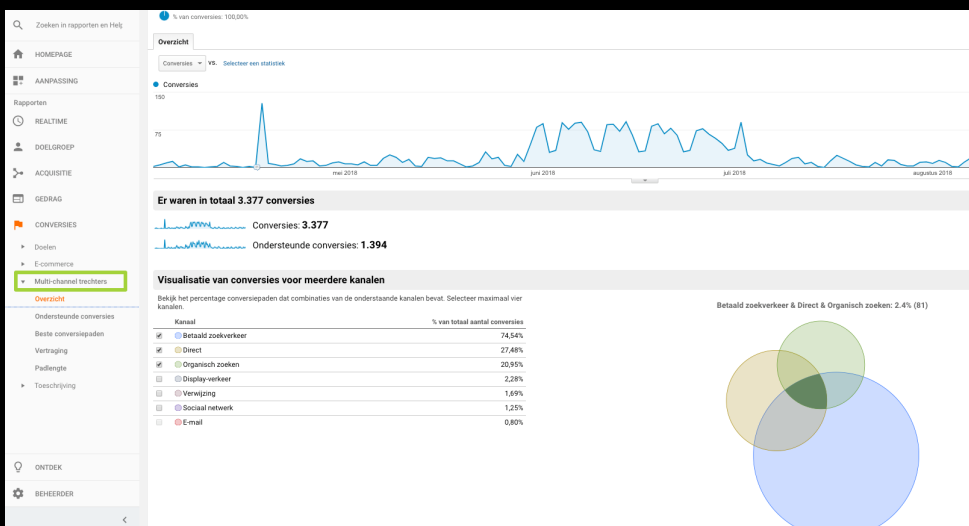 Zoeken in rapporten en Help
HOMEPAGE
AANPASSING
Rapporten
REALTIME
DOELGROEP
ACQUISITIE
GEDRAG
CONVERSIES
Doelen
E-commerce
Multi-channel trechters
Overzicht
Ondersteunde conversies
Beste conversiepaden
Vertraging
Padlengte
Toeschrijving
ONTDEK
BEHEERDER
% van conversies: 100,00%
Overzicht
Conversies VS. Selecteer een statistiek
Conversies
150
75
mei 2018 juni 2018 juli 2018 augustus 2018
Er waren in totaal 3.377 conversies
Conversies: 3.377
Ondersteunde conversies: 1.394
Visualisatie van conversies voor meerdere kanalen
Bekijk het percentage conversiepaden dat combinaties van de onderstaande kanalen bevat. Selecteer maximaal vier
kanalen.
Kanaal % van totaal aantal conversies
Betaald zoekverkeer 74,54%
Direct 27,48%
Organisch zoeken 20,95%
Display-verkeer 2,28%
Verwijzing 1,69%
Sociaal netwerk 1,25%
E-mail 0,80%
Betaald zoekverkeer & Direct & Organisch zoeken: 2.4% (81)